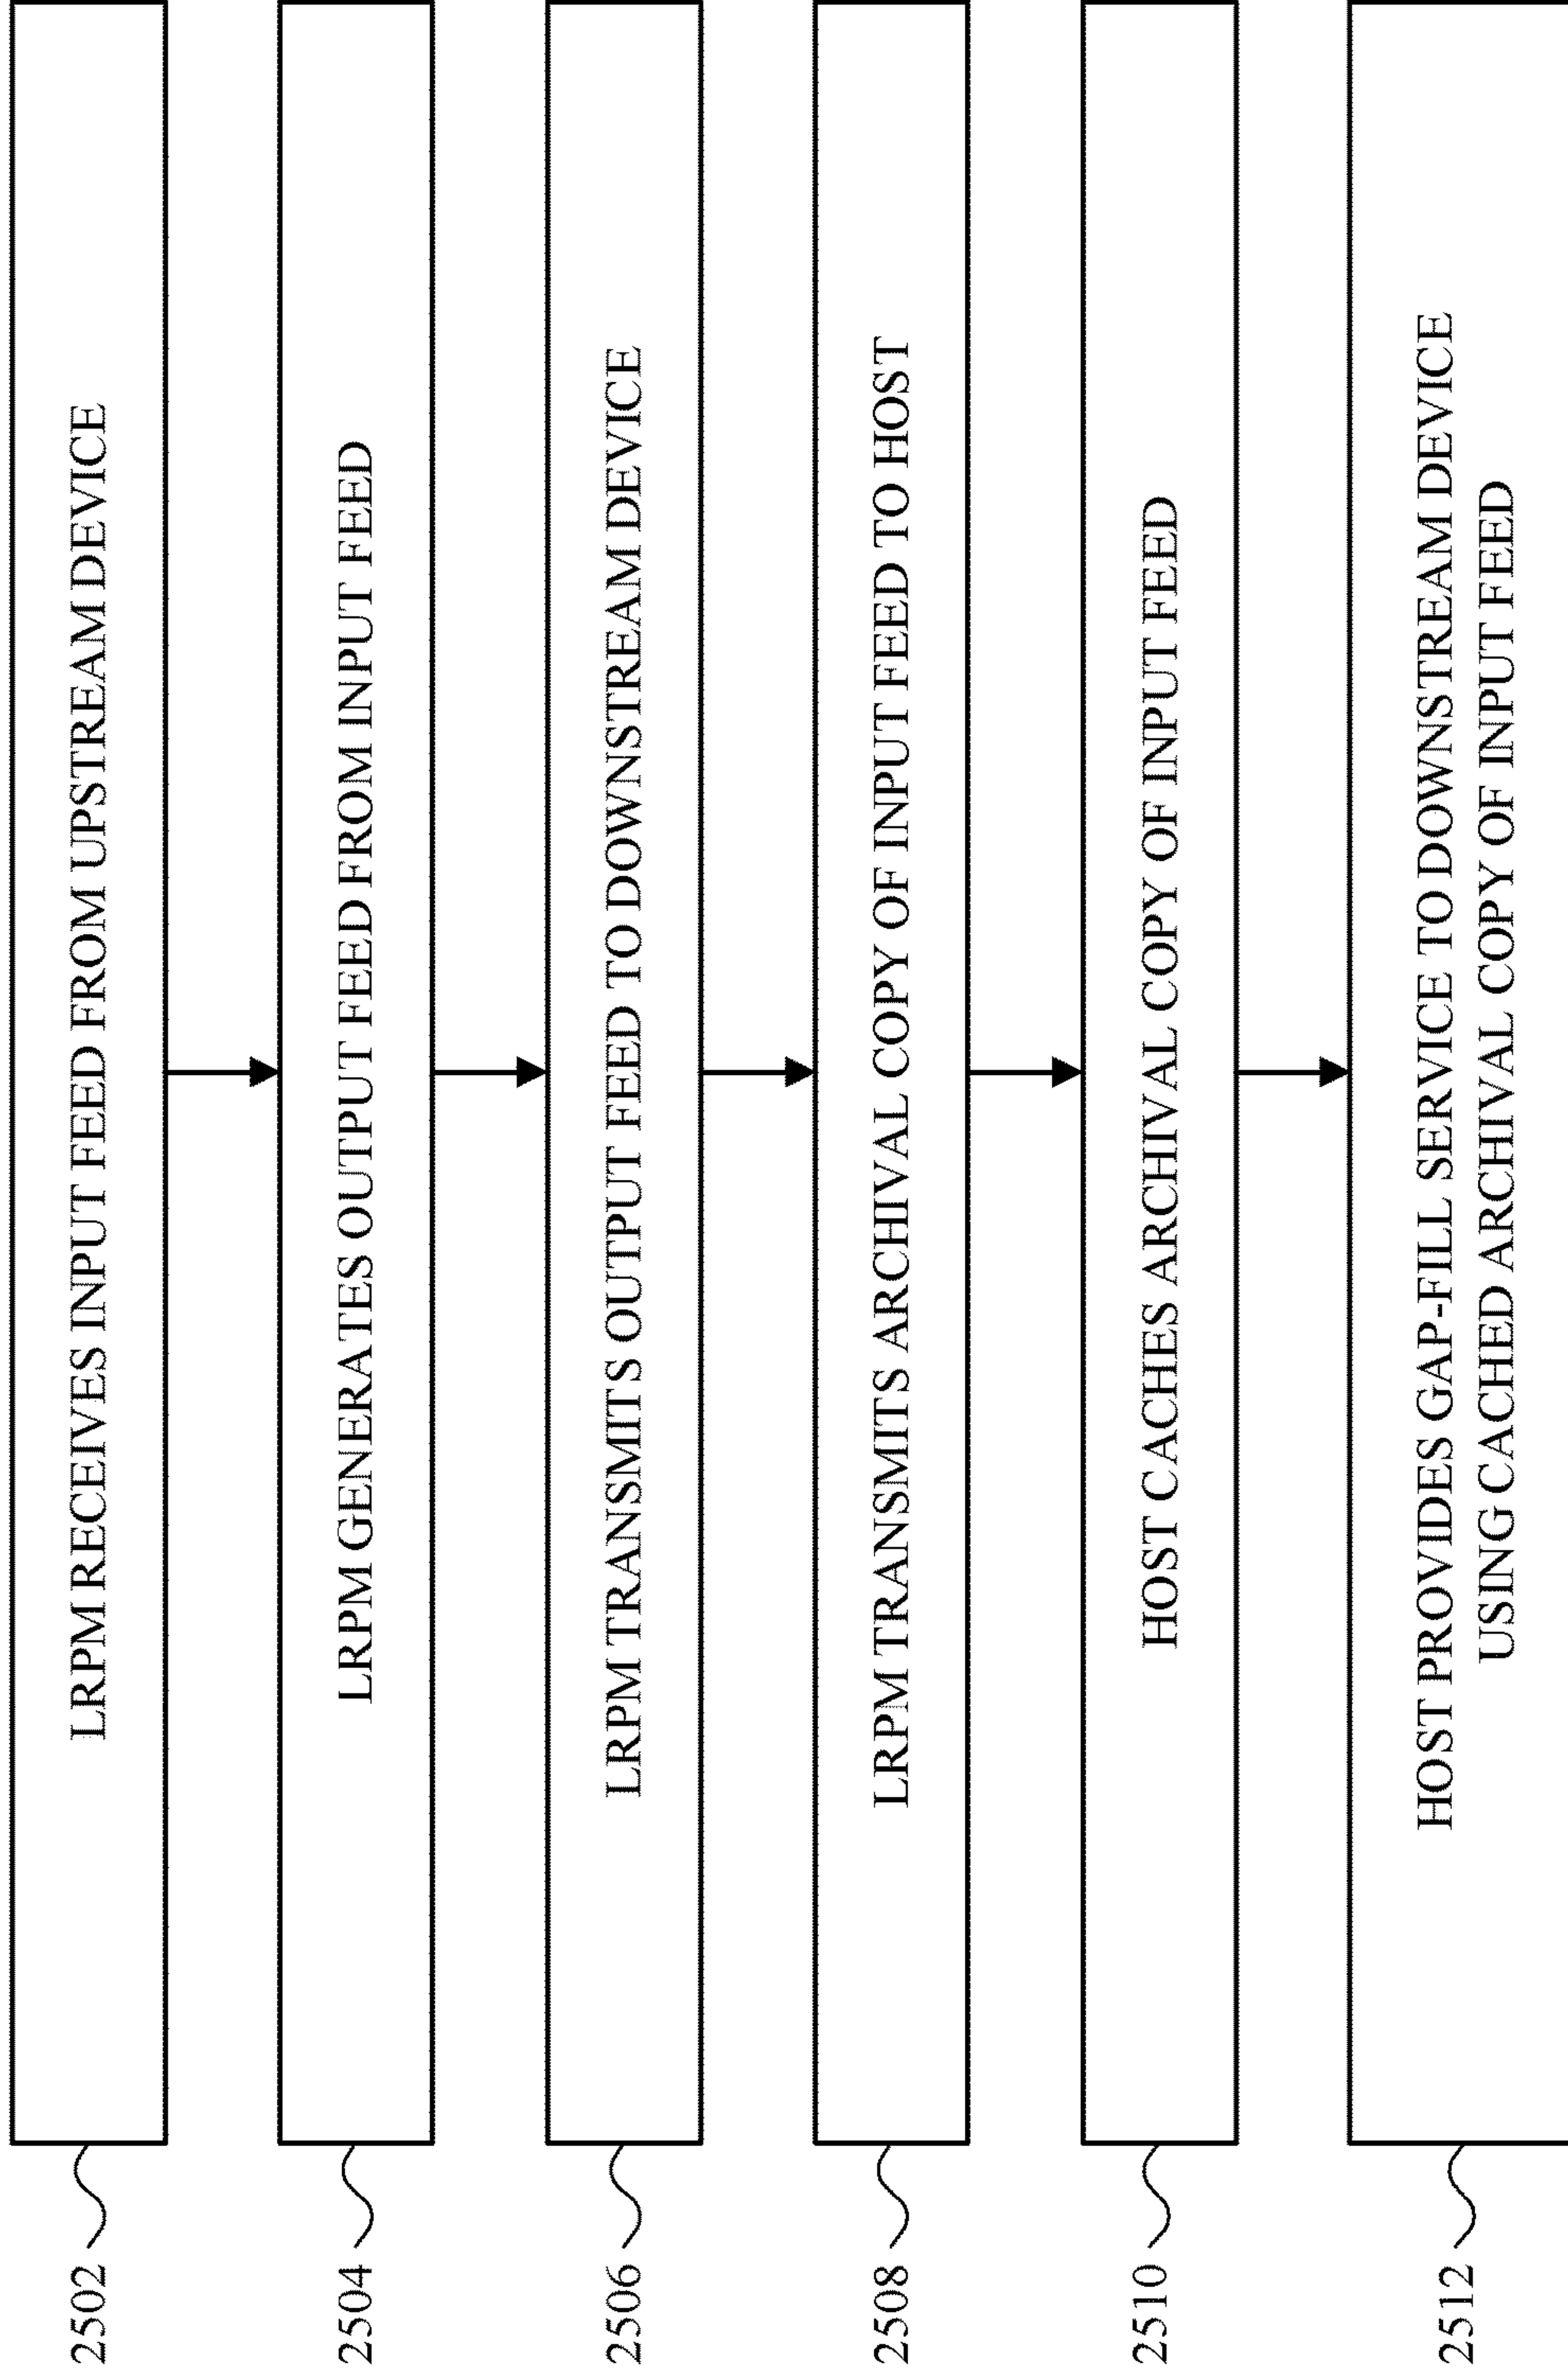 2502
LRPM RECEIVES INPUT FEED FROM UPSTREAM DEVICE
2504
LRPM GENERATES OUTPUT FEED FROM INPUT FEED
2506
LRPM TRANSMITS OUTPUT FEED TO DOWNSTREAM DEVICE
2508
LRPM TRANSMITS ARCHIVAL COPY OF INPUT FEED TO HOST
2510
HOST CACHES ARCHIVAL COPY OF INPUT FEED
2512
HOST PROVIDES GAP-FILL SERVICE TO DOWNSTREAM DEVICE
USING CACHED ARCHIVAL COPY OF INPUT FEED